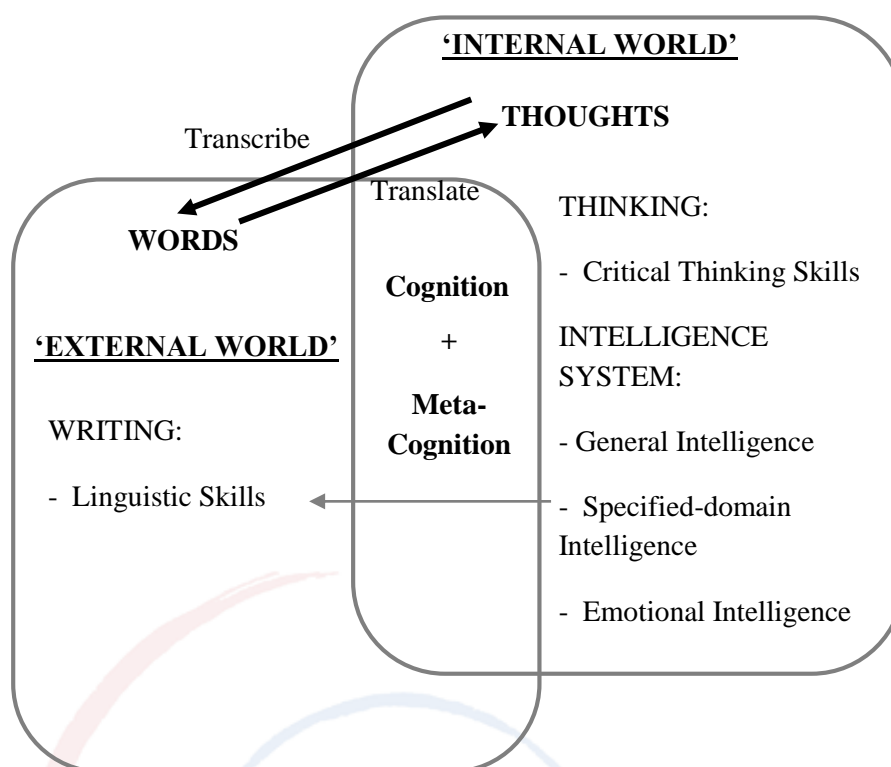 ‘INTERNAL WORLD’
THOUGHTS
Transcribe
Translate
WORDS
THINKING:
- Critical Thinking Skills
Cognition
+
Meta-
Cognition
‘EXTERNAL WORLD’
WRITING:
- Linguistic Skills
INTELLIGENCE
SYSTEM:
- General Intelligence
- Specified-domain
Intelligence
- Emotional Intelligence